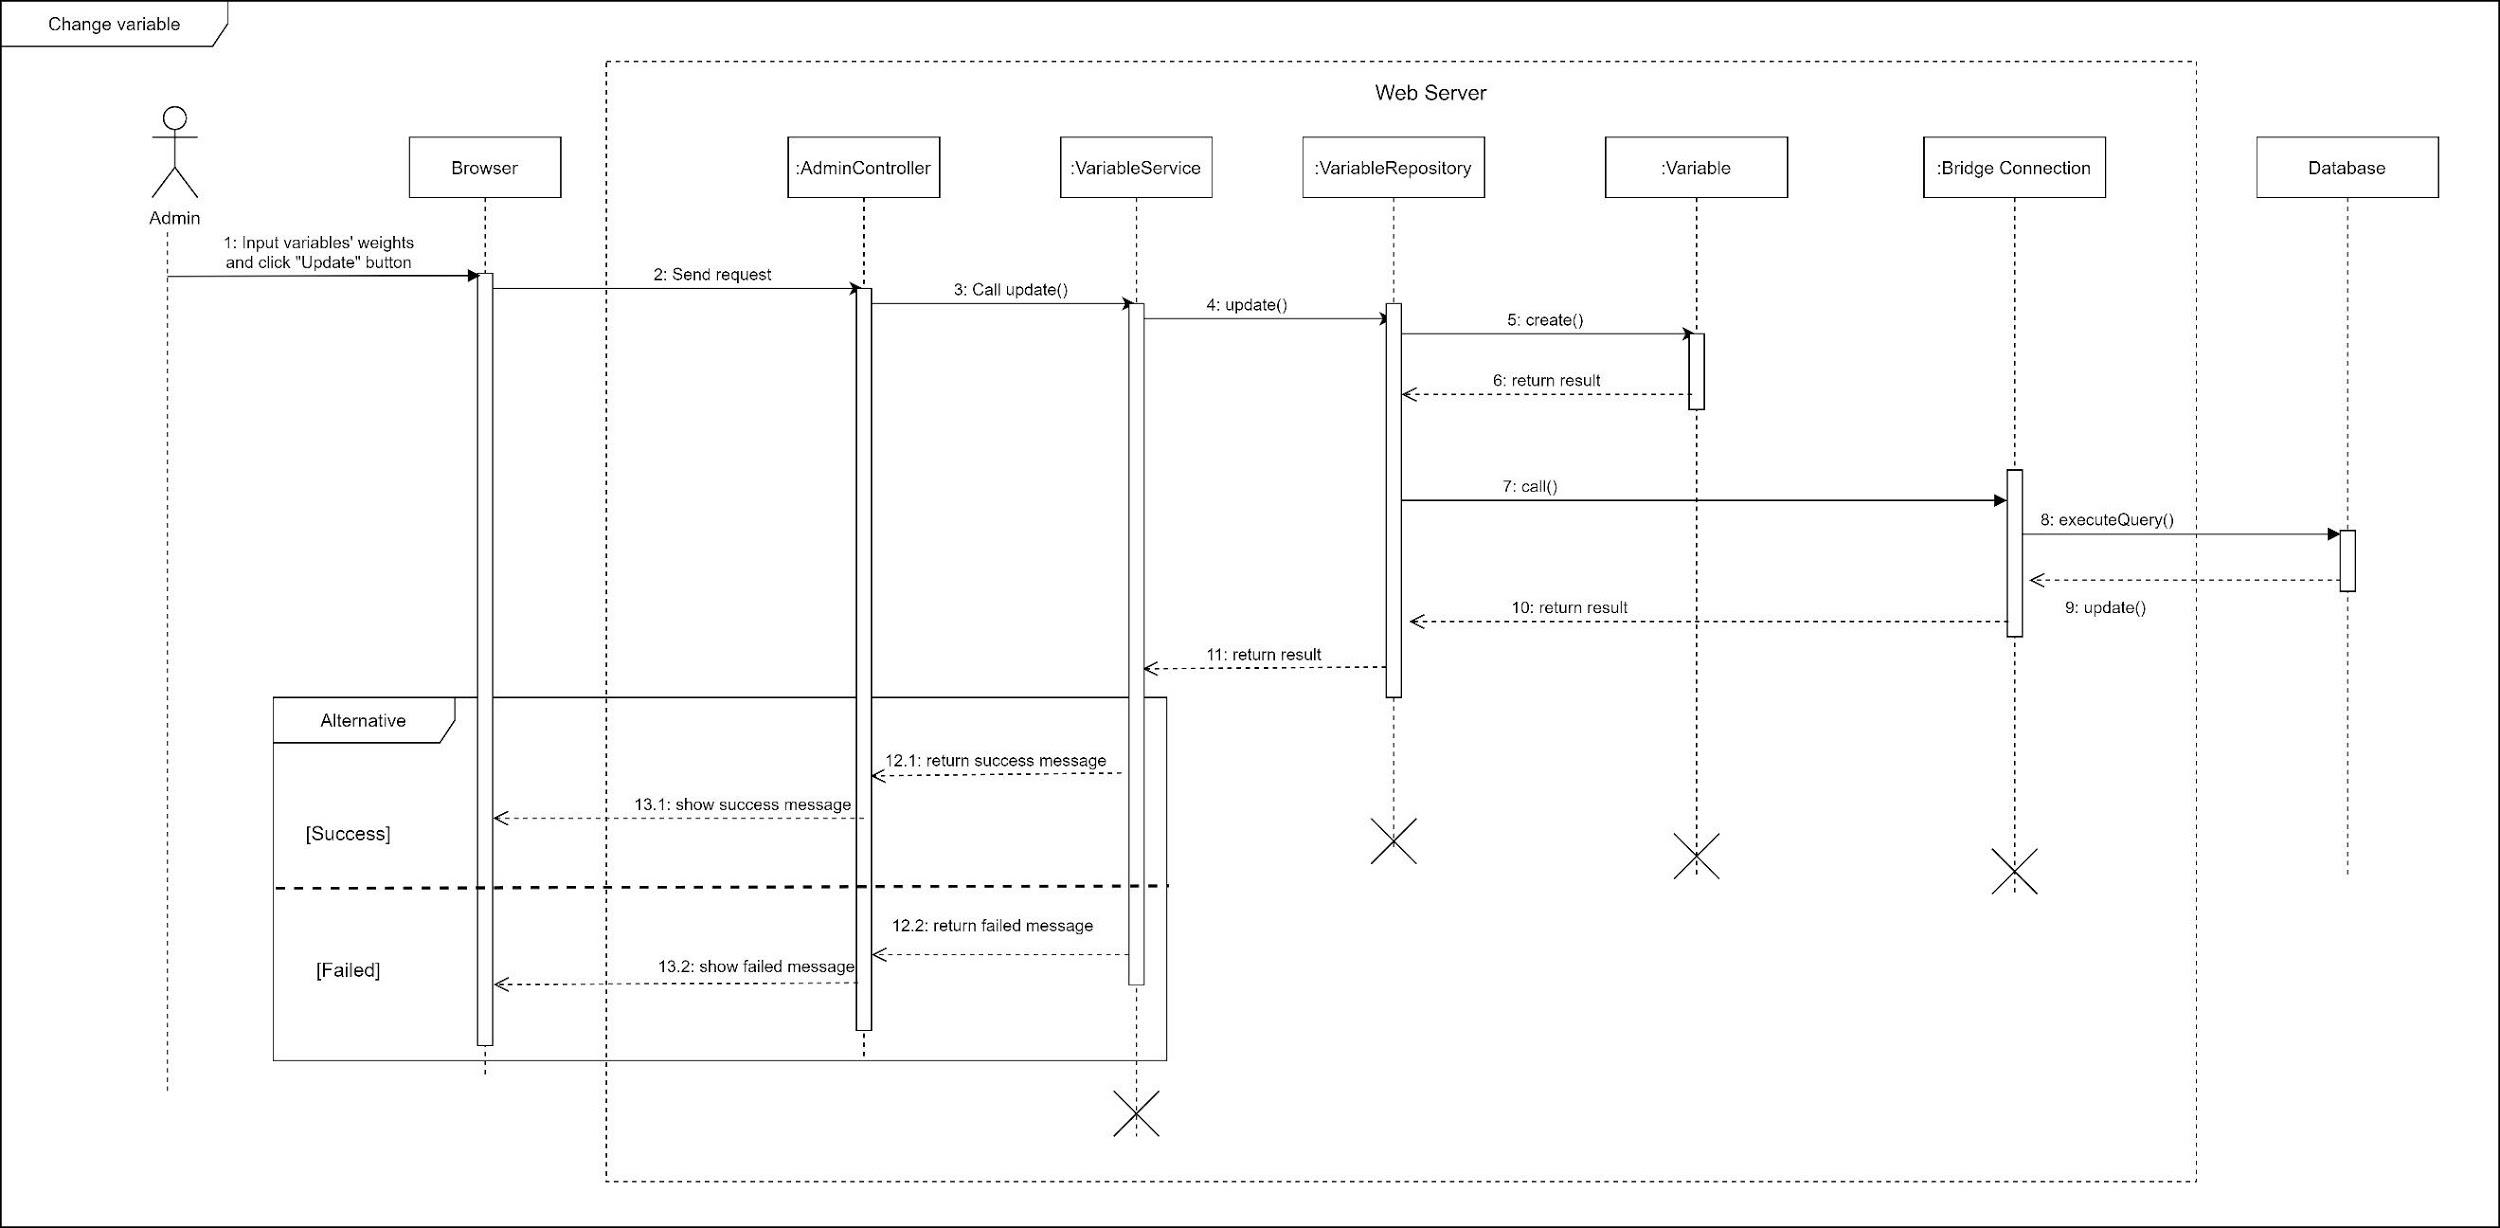 Change variable
Web Server
Admin
Browser
:AdminController
:VariableService
:VariableRepository
:Variable
:Bridge Connection
Database
1: Input variables' weights
and click "Update" button
2: Send request
3: Call update()
4: update()
5: create()
6: return result
7: call()
8: executeQuery()
9: update()
10: return result
11: return result
Alternative
12.1: return success message
13.1: show success message
[Success]
12.2: return failed message
13.2: show failed message
[Failed]